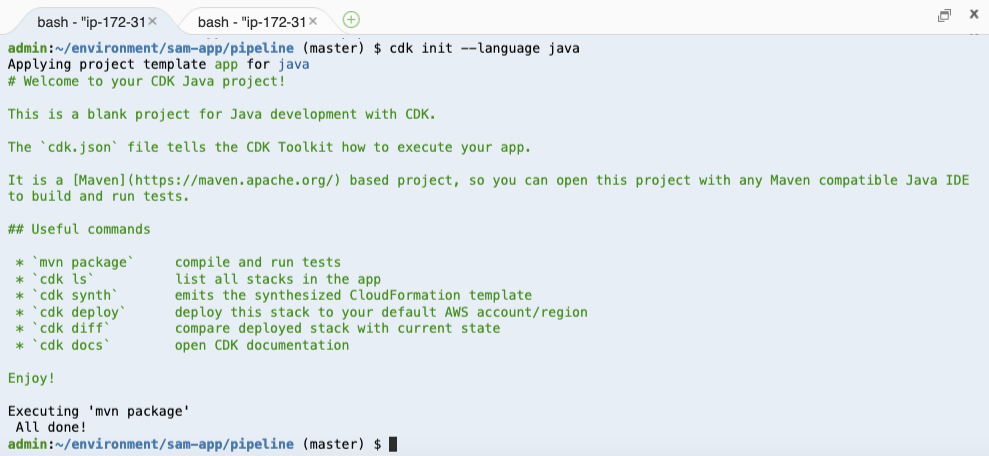 bash - "ip-172-31
bash - "ip-172-31
admin:~/environment/sam-app/pipeline (master) $ cdk init --language java
Applying project template app for java
# Welcome to your CDK Java project!
This is a blank project for Java development with CDK.
The `cdk.json` file tells the CDK Toolkit how to execute your app.
It is a [Maven](https://maven.apache.org/) based project, so you can open this project with any Maven compatible Java IDE
to build and run tests.
## Useful commands
* `mvn package`     compile and run tests
* `cdk ls`          list all stacks in the app
* `cdk synth`       emits the synthesized CloudFormation template
* `cdk deploy`      deploy this stack to your default AWS account/region
* `cdk diff`        compare deployed stack with current state
* `cdk docs`        open CDK documentation
Enjoy!
Executing 'mvn package'
All done!
admin:~/environment/sam-app/pipeline (master) $